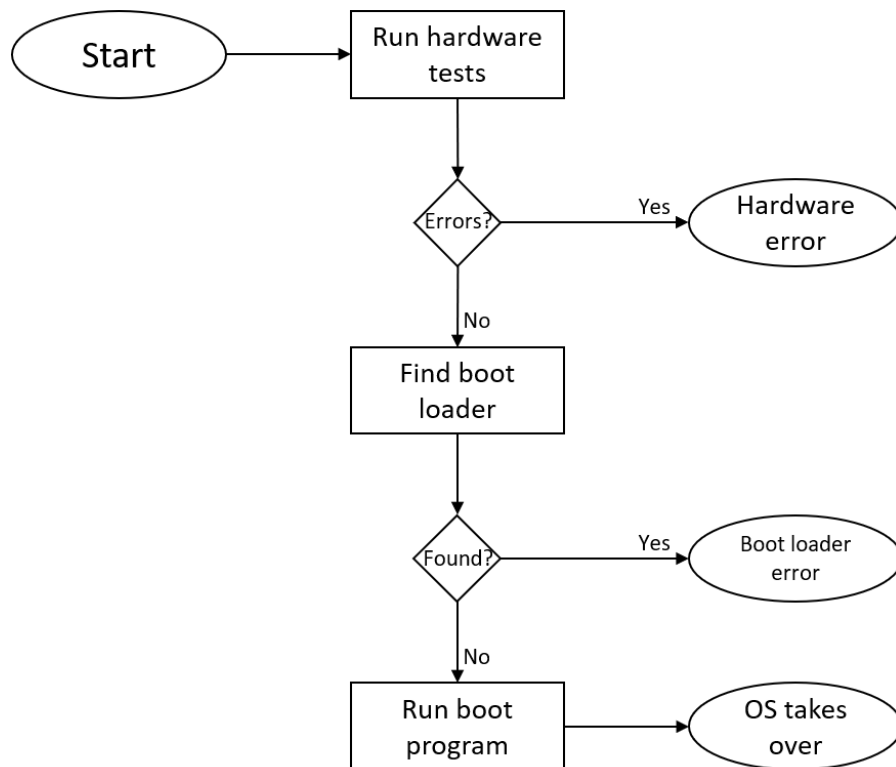 Start
Run hardware
tests
Errors?
Yes
Hardware
error
No
Find boot
loader
Found?
Yes
Boot loader
error
No
Run boot
program
OS takes
over